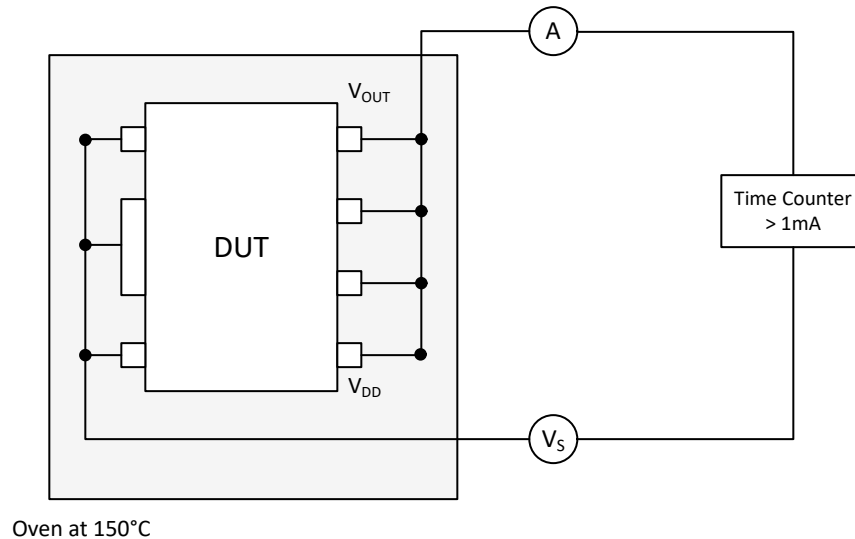 A
V_OUT
Time Counter
> 1mA
DUT
V_DD
V_S
Oven at 150°C